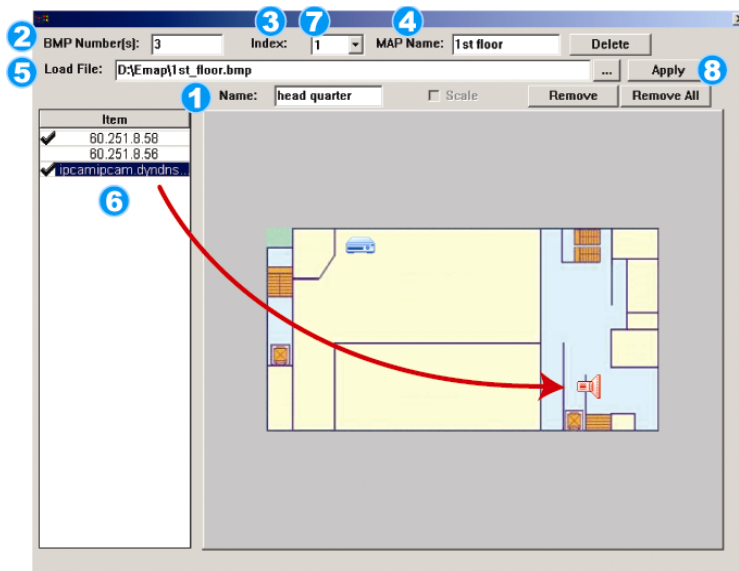 3 7 4
2 BMP Number(s): 3 Index: 1 MAP Name: 1st floor Delete
5 Load File: D:\Emap\1st_floor.bmp ... Apply 8
1 Name: head quarter Scale Remove Remove All
Item
60.251.8.58
60.251.8.56
ipcamipcam.dyndns...
6